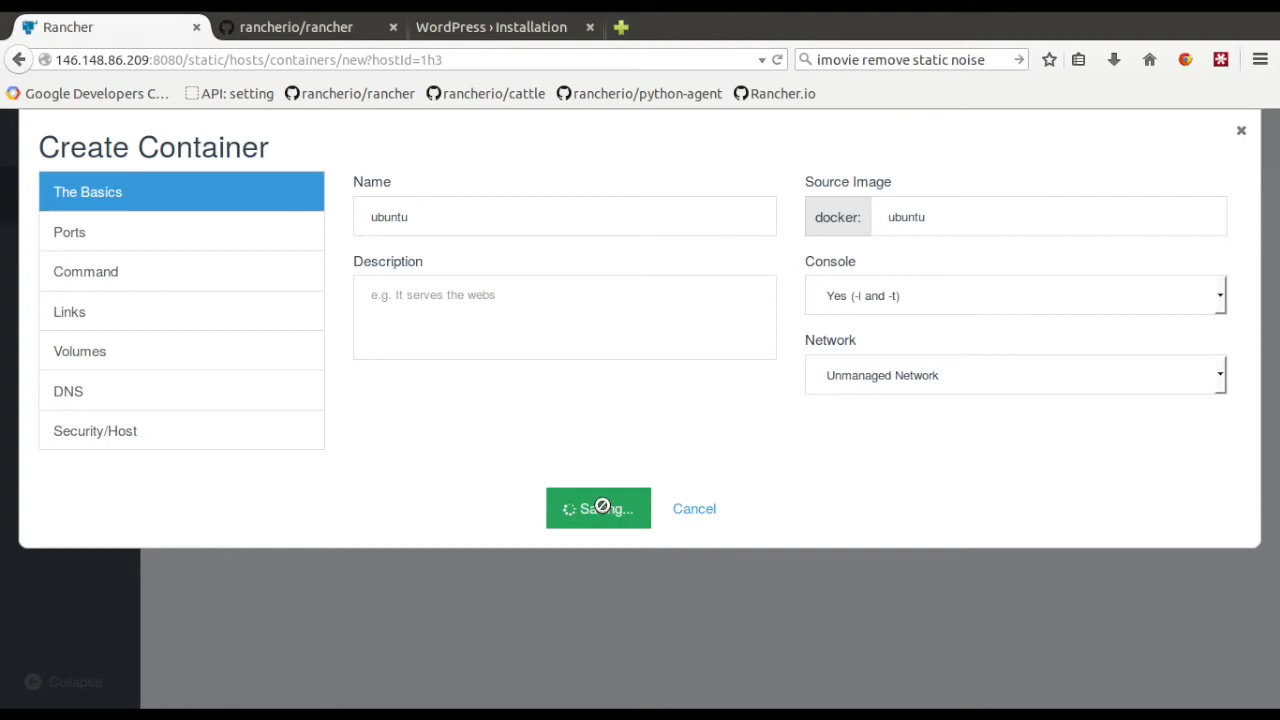 Rancher
rancherio/rancher
WordPress › Installation
146.148.86.209:8080/static/hosts/containers/new?hostId=1h3
imovie remove static noise
Google Developers C...
API: setting
rancherio/rancher
rancherio/cattle
rancherio/python-agent
Rancher.io
Create Container
The Basics
Ports
Command
Links
Volumes
DNS
Security/Host
Name
ubuntu
Description
e.g. It serves the webs
Source Image
docker:
ubuntu
Console
Yes (-i and -t)
Network
Unmanaged Network
Saving...
Cancel
Collapse